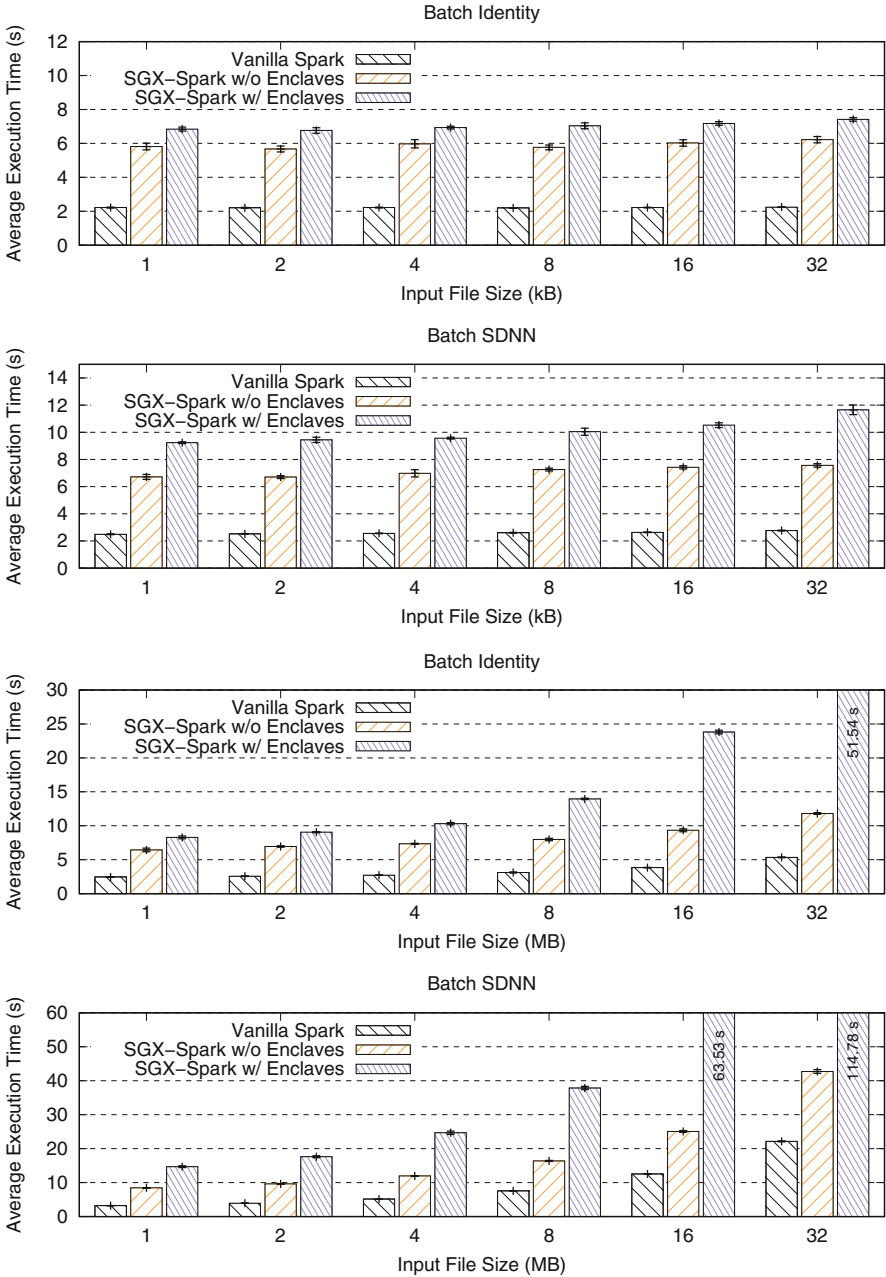 Batch Identity
Average Execution Time (s)
12
10
8
6
4
2
0
Vanilla Spark
SGX-Spark w/o Enclaves
SGX-Spark w/ Enclaves
1 2 4 8 16 32
Input File Size (kB)
Batch SDNN
Average Execution Time (s)
14
12
10
8
6
4
2
0
Vanilla Spark
SGX-Spark w/o Enclaves
SGX-Spark w/ Enclaves
1 2 4 8 16 32
Input File Size (kB)
Batch Identity
Average Execution Time (s)
30
25
20
15
10
5
0
Vanilla Spark
SGX-Spark w/o Enclaves
SGX-Spark w/ Enclaves
51.54 s
1 2 4 8 16 32
Input File Size (MB)
Batch SDNN
Average Execution Time (s)
60
50
40
30
20
10
0
Vanilla Spark
SGX-Spark w/o Enclaves
SGX-Spark w/ Enclaves
63.53 s
114.78 s
1 2 4 8 16 32
Input File Size (MB)